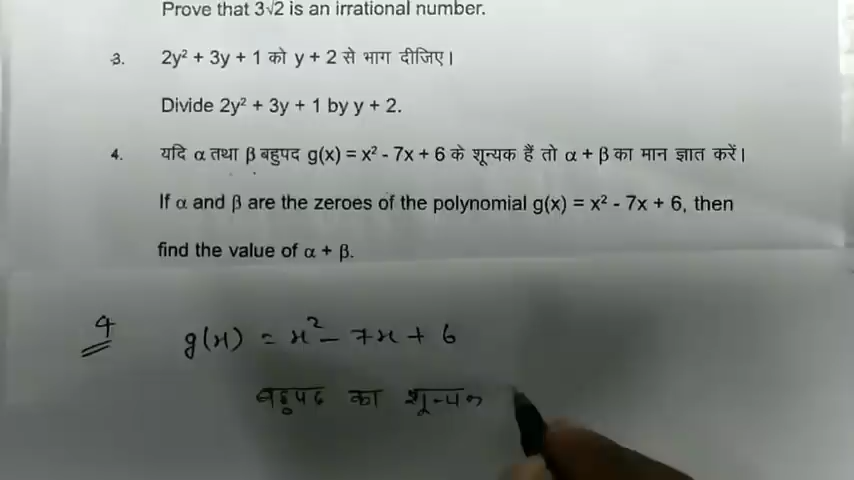 Prove that 3√2 is an irrational number.
3. 2y² + 3y + 1 को y + 2 से भाग दीजिए।
Divide 2y² + 3y + 1 by y + 2.
4. यदि α तथा β बहुपद g(x) = x² - 7x + 6 के शून्यक हैं तो α + β का मान ज्ञात करें।
If α and β are the zeroes of the polynomial g(x) = x² - 7x + 6, then
find the value of α + β.
4 g(x) = x² - 7x + 6
बहुपद का शून्यक